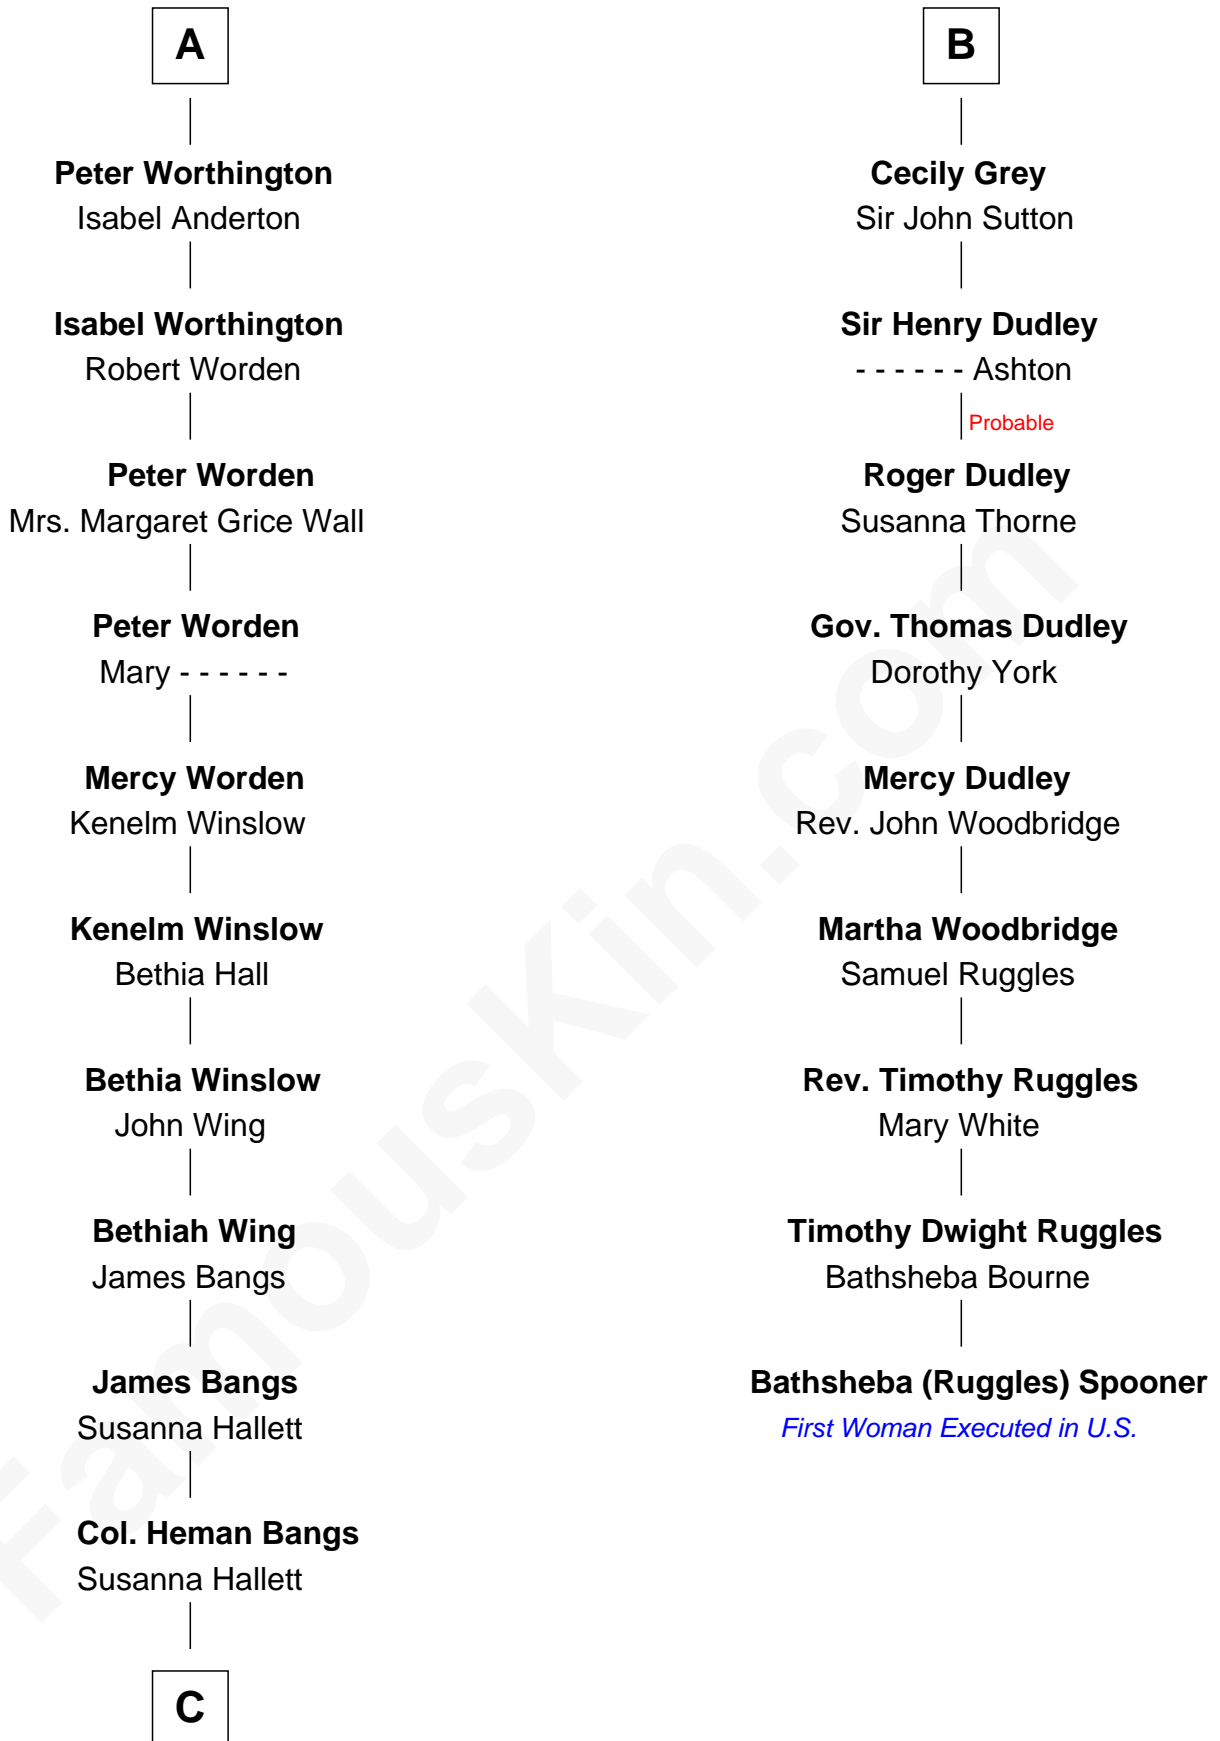 A
Peter Worthington
Isabel Anderton
Isabel Worthington
Robert Worden
Peter Worden
Mrs. Margaret Grice Wall
Peter Worden
Mary - - - - - -
Mercy Worden
Kenelm Winslow
Kenelm Winslow
Bethia Hall
Bethia Winslow
John Wing
Bethiah Wing
James Bangs
James Bangs
Susanna Hallett
Col. Heman Bangs
Susanna Hallett
C
B
Cecily Grey
Sir John Sutton
Sir Henry Dudley
- - - - - - Ashton
Probable
Roger Dudley
Susanna Thorne
Gov. Thomas Dudley
Dorothy York
Mercy Dudley
Rev. John Woodbridge
Martha Woodbridge
Samuel Ruggles
Rev. Timothy Ruggles
Mary White
Timothy Dwight Ruggles
Bathsheba Bourne
Bathsheba (Ruggles) Spooner
First Woman Executed in U.S.
FamousKin.com